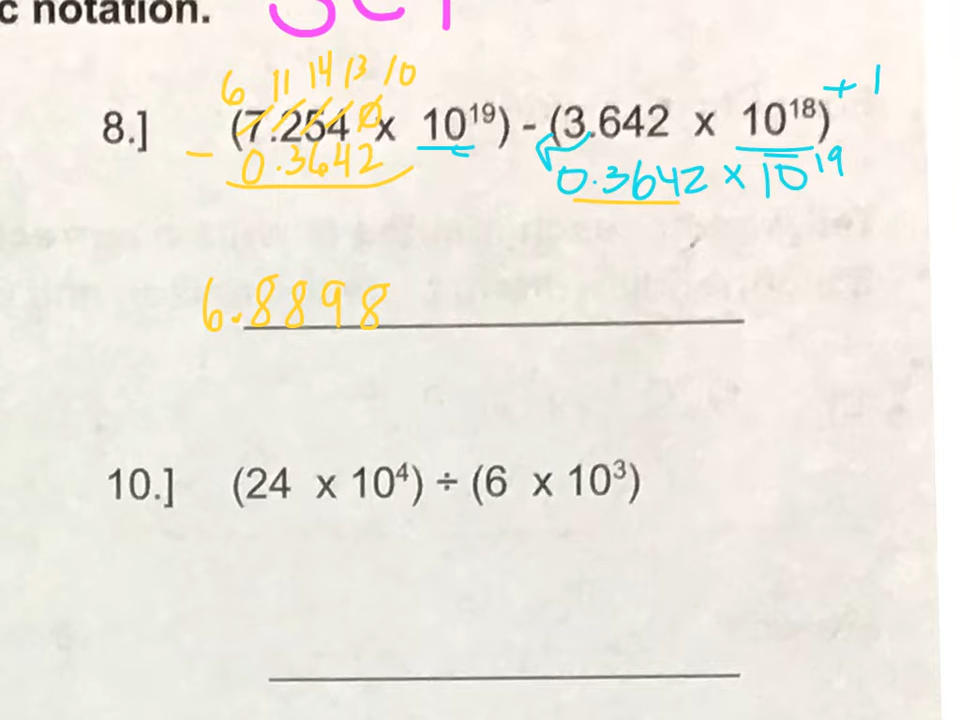 c notation.
6 11 14 13 10
+ 1
8.] (7.254 0 x 10¹⁹) - (3.642 x 10¹⁸)
- 0.3642 0.3642 x 10¹⁹
6.8898
10.] (24 x 10⁴) ÷ (6 x 10³)